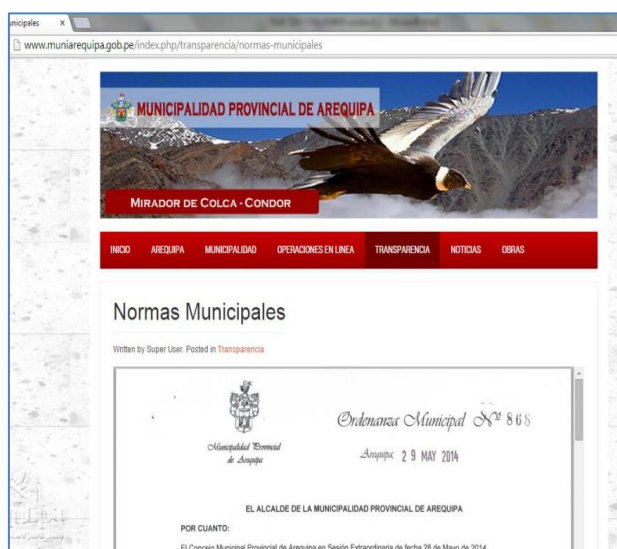 nicipales x
www.muniarequipa.gob.pe/index.php/transparencia/normas-municipales
MUNICIPALIDAD PROVINCIAL DE AREQUIPA
MIRADOR DE COLCA - CONDOR
INICIO AREQUIPA MUNICIPALIDAD OPERACIONES EN LINEA TRANSPARENCIA NOTICIAS OBRAS
Normas Municipales
Written by Super User. Posted in Transparencia
Ordenanza Municipal Nº 868
Municipalidad Provincial
de Arequipa
Arequipa, 29 MAY 2014
EL ALCALDE DE LA MUNICIPALIDAD PROVINCIAL DE AREQUIPA
POR CUANTO:
El Concejo Municipal Provincial de Arequipa en Sesión Extraordinaria de fecha 28 de Mayo de 2014